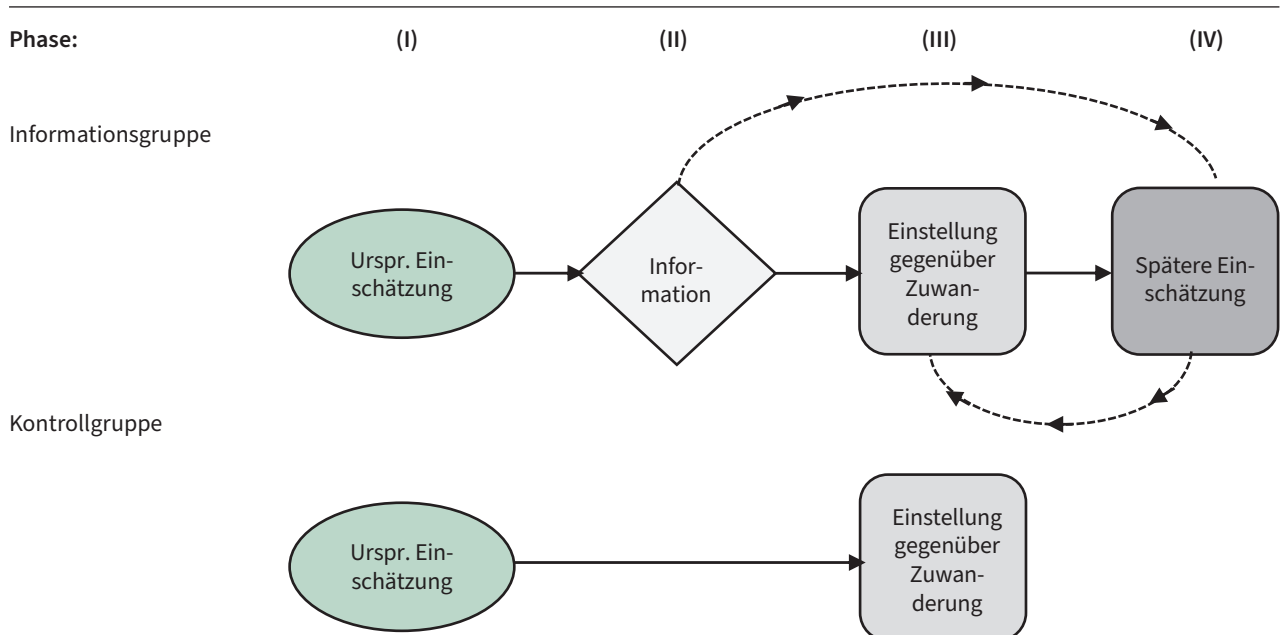 Phase: (I) (II) (III) (IV)
Informationsgruppe
Urspr. Ein-
schätzung
Infor-
mation
Einstellung
gegenüber
Zuwan-
derung
Spätere Ein-
schätzung
Kontrollgruppe
Urspr. Ein-
schätzung
Einstellung
gegenüber
Zuwan-
derung